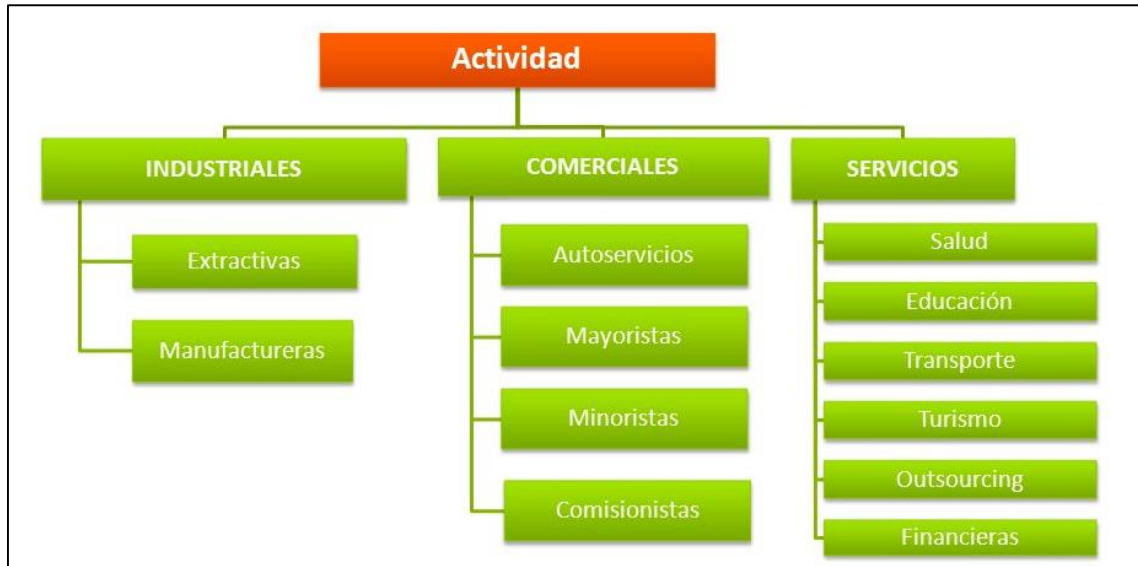 Actividad
INDUSTRIALES
Extractivas
Manufactureras
COMERCIALES
Autoservicios
Mayoristas
Minoristas
Comisionistas
SERVICIOS
Salud
Educación
Transporte
Turismo
Outsourcing
Financieras